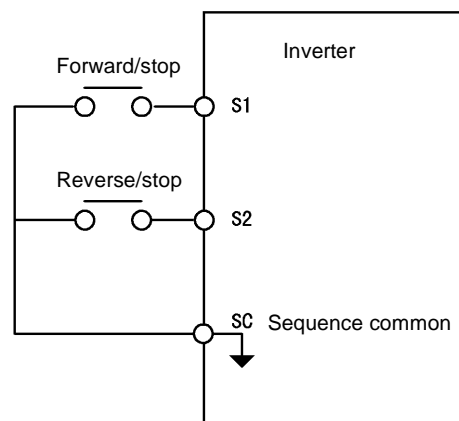 Inverter
Forward/stop
S1
Reverse/stop
S2
SC Sequence common